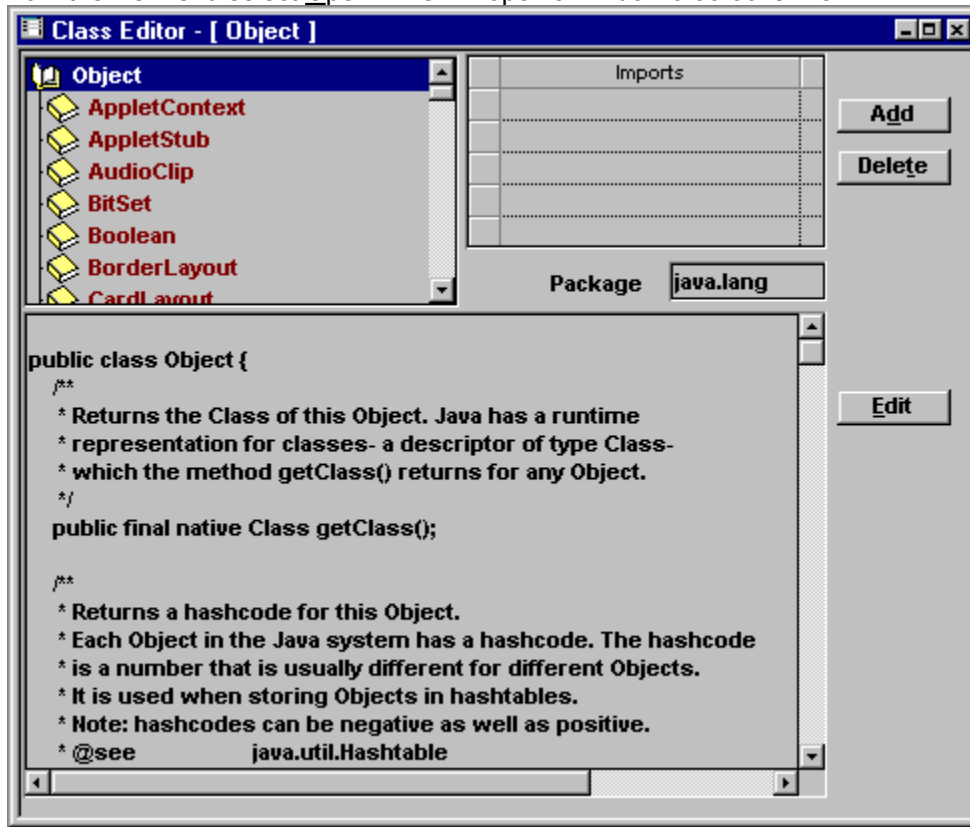 Class Editor - [ Object ]
Object
AppletContext
AppletStub
AudioClip
BitSet
Boolean
BorderLayout
CardLayout
Imports
Add
Delete
Package java.lang
public class Object {
/**
* Returns the Class of this Object. Java has a runtime
* representation for classes- a descriptor of type Class-
* which the method getClass() returns for any Object.
*/
public final native Class getClass();
/**
* Returns a hashcode for this Object.
* Each Object in the Java system has a hashcode. The hashcode
* is a number that is usually different for different Objects.
* It is used when storing Objects in hashtables.
* Note: hashcodes can be negative as well as positive.
* @see java.util.Hashtable
Edit